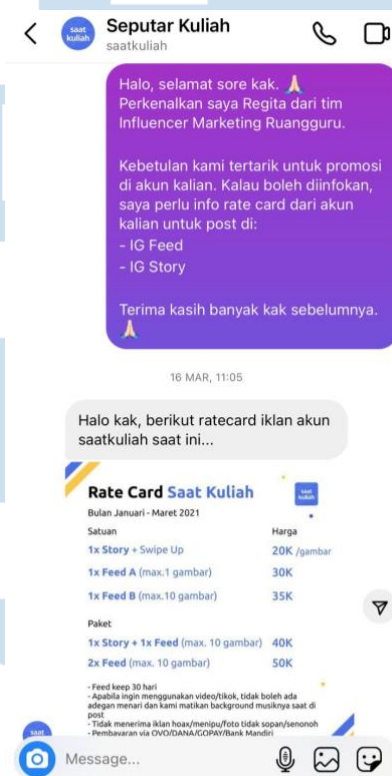 saat
kuliah
Seputar Kuliah
saatkuliah
Halo, selamat sore kak. 🙏
Perkenalkan saya Regita dari tim
Influencer Marketing Ruangguru.
Kebetulan kami tertarik untuk promosi
di akun kalian. Kalau boleh diinfokan,
saya perlu info rate card dari akun
kalian untuk post di:
- IG Feed
- IG Story
Terima kasih banyak kak sebelumnya.
🙏
16 MAR, 11:05
Halo kak, berikut ratecard iklan akun
saatkuliah saat ini...
Rate Card Saat Kuliah
saat
kuliah
Bulan Januari - Maret 2021
Satuan Harga
1x Story + Swipe Up 20K /gambar
1x Feed A (max.1 gambar) 30K
1x Feed B (max.10 gambar) 35K
Paket
1x Story + 1x Feed (max. 10 gambar) 40K
2x Feed (max. 10 gambar) 50K
- Feed keep 30 hari
- Apabila ingin menggunakan video/tikok, tidak boleh ada
adegan menari dan kami matikan background musiknya saat di
post
- Tidak menerima iklan hoax/menipu/foto tidak sopan/senonoh
- Pembayaran via OVO/DANA/GOPAY/Bank Mandiri
saat
Message...